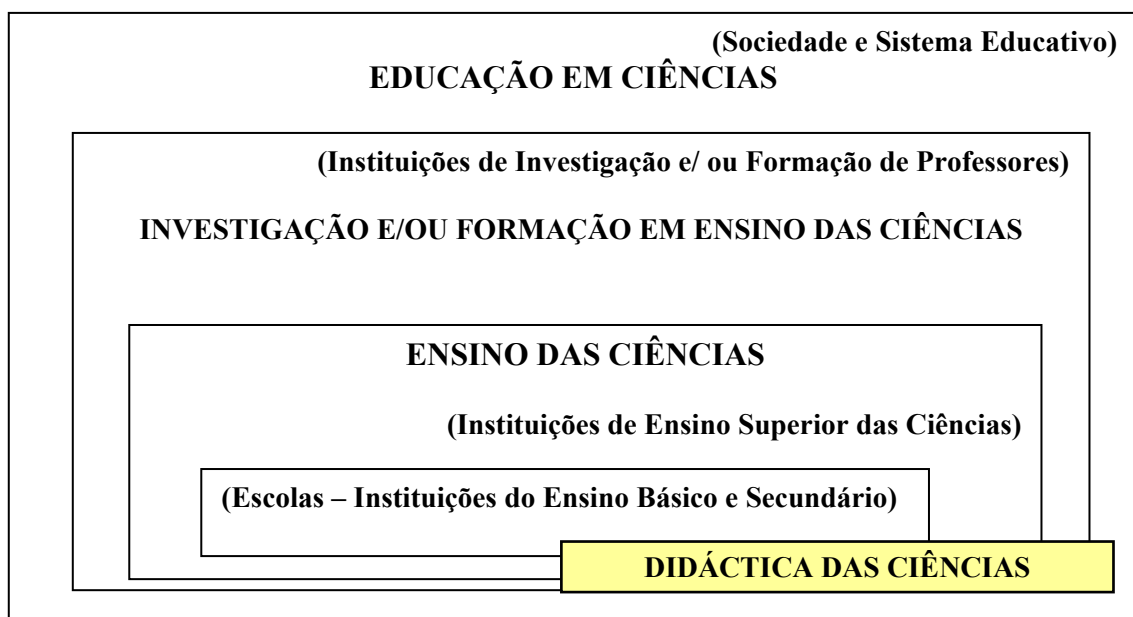 (Sociedade e Sistema Educativo)
EDUCAÇÃO EM CIÊNCIAS
(Instituições de Investigação e/ ou Formação de Professores)
INVESTIGAÇÃO E/OU FORMAÇÃO EM ENSINO DAS CIÊNCIAS
ENSINO DAS CIÊNCIAS
(Instituições de Ensino Superior das Ciências)
(Escolas – Instituições do Ensino Básico e Secundário)
DIDÁCTICA DAS CIÊNCIAS